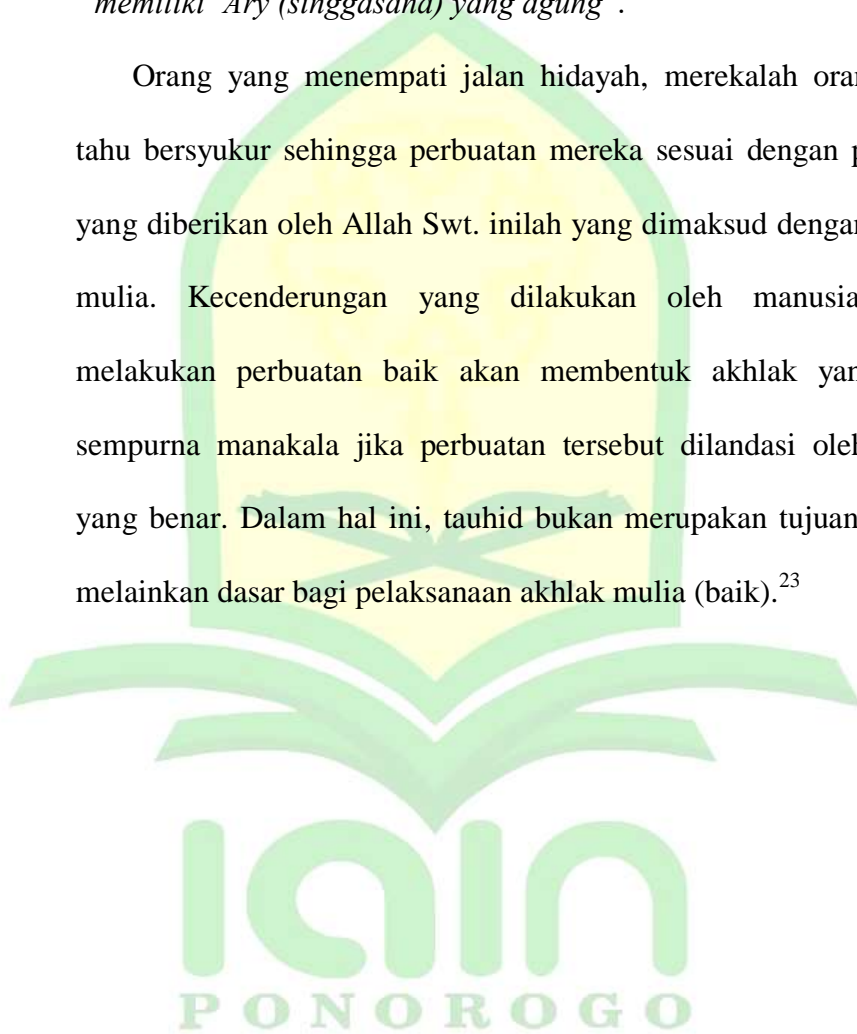 memiliki 'Ary (singgasana) yang agung".
Orang yang menempati jalan hidayah, merekalah oran
tahu bersyukur sehingga perbuatan mereka sesuai dengan p
yang diberikan oleh Allah Swt. inilah yang dimaksud dengan
mulia. Kecenderungan yang dilakukan oleh manusia
melakukan perbuatan baik akan membentuk akhlak yan
sempurna manakala jika perbuatan tersebut dilandasi oleh
yang benar. Dalam hal ini, tauhid bukan merupakan tujuan
melainkan dasar bagi pelaksanaan akhlak mulia (baik).23
iain
PONOROGO